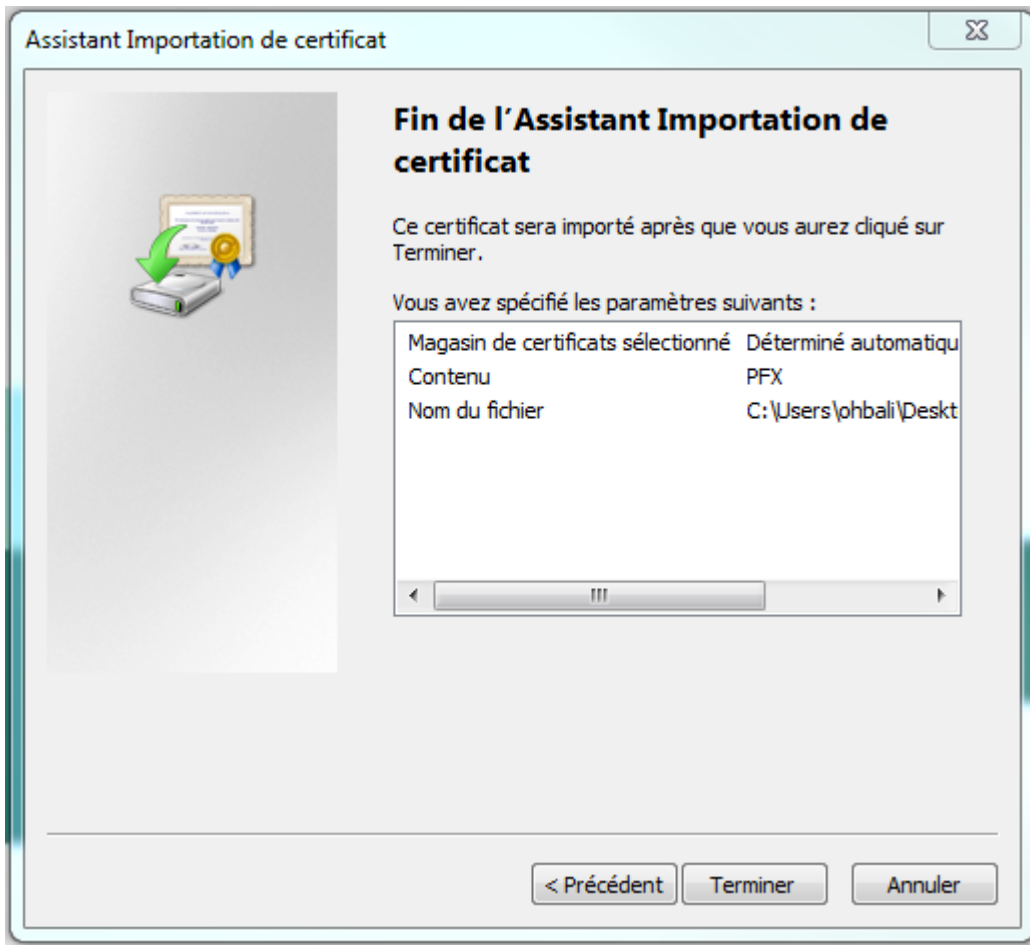 Assistant Importation de certificat
Fin de l'Assistant Importation de
certificat
Ce certificat sera importé après que vous aurez cliqué sur
Terminer.
Vous avez spécifié les paramètres suivants :
Magasin de certificats sélectionné Déterminé automatiqu
Contenu PFX
Nom du fichier C:\Users\ohbali\Deskt
< Précédent Terminer Annuler